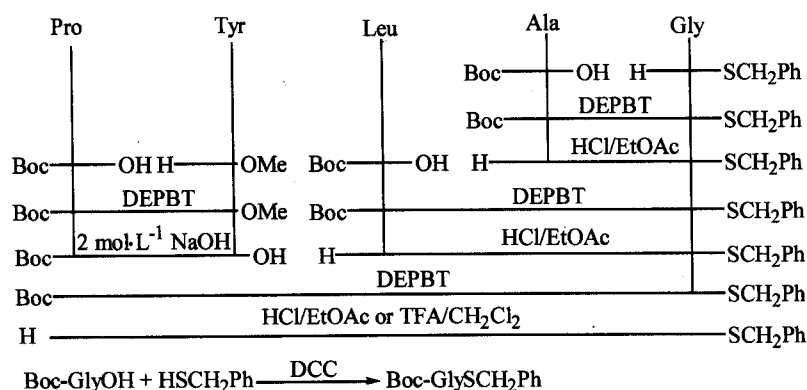 Pro Tyr Leu Ala Gly
Boc OH H SCH₂Ph
DEPBT
Boc SCH₂Ph
HCl/EtOAc
Boc OH H OMe Boc OH H SCH₂Ph
DEPBT DEPBT
Boc OMe Boc SCH₂Ph
2 mol·L⁻¹ NaOH HCl/EtOAc
Boc OH H SCH₂Ph
DEPBT
Boc SCH₂Ph
HCl/EtOAc or TFA/CH₂Cl₂
H SCH₂Ph
DCC
Boc-GlyOH + HSCH₂Ph Boc-GlySCH₂Ph